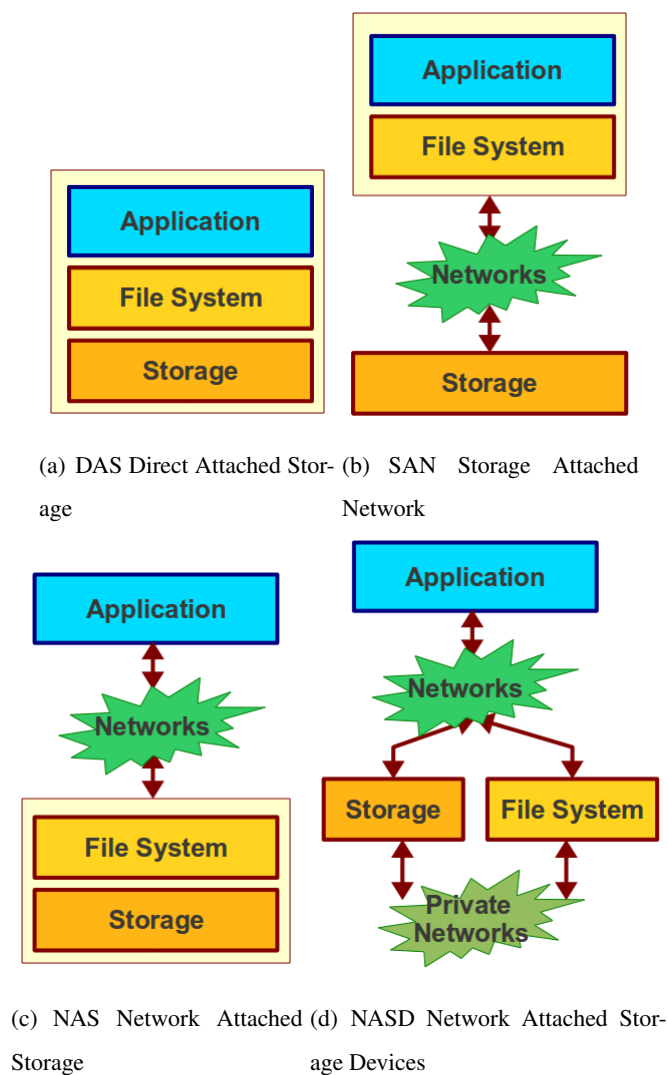 Application
File System
Storage
Application
File System
Networks
Storage
(a) DAS Direct Attached Stor-
age
(b) SAN Storage Attached
Network
Application
Networks
File System
Storage
Application
Networks
Storage
File System
Private
Networks
(c) NAS Network Attached
Storage
(d) NASD Network Attached Stor-
age Devices